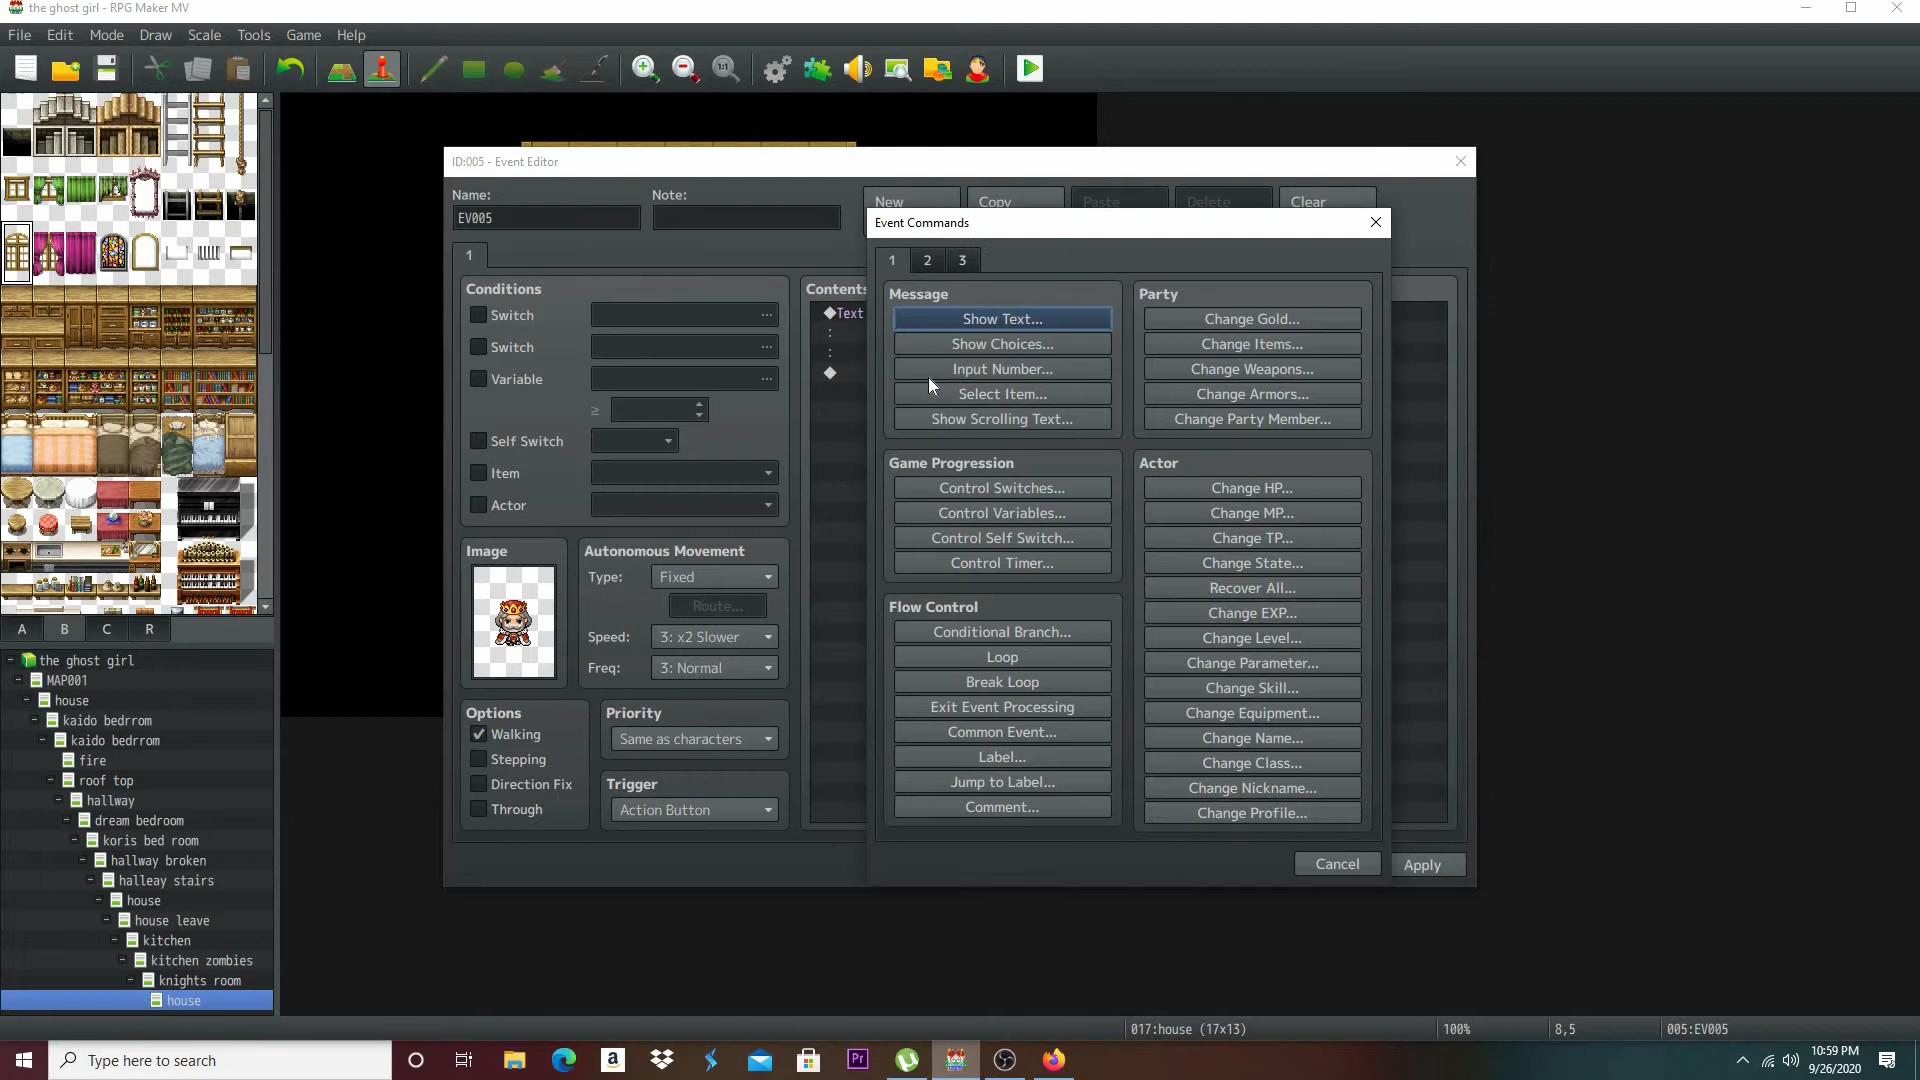 the ghost girl - RPG Maker MV
File Edit Mode Draw Scale Tools Game Help
1:1
ID:005 - Event Editor
Name: Note:
EV005
New Copy Paste Delete Clear
1
Conditions
Switch ...
Switch ...
Variable ...
≥
Self Switch
Item
Actor
Image
Autonomous Movement
Type: Fixed
Route...
Speed: 3: x2 Slower
Freq: 3: Normal
Options
Walking
Stepping
Direction Fix
Through
Priority
Same as characters
Trigger
Action Button
Contents
◆Text
:
:
◆
Event Commands
1 2 3
Message
Show Text...
Show Choices...
Input Number...
Select Item...
Show Scrolling Text...
Game Progression
Control Switches...
Control Variables...
Control Self Switch...
Control Timer...
Flow Control
Conditional Branch...
Loop
Break Loop
Exit Event Processing
Common Event...
Label...
Jump to Label...
Comment...
Party
Change Gold...
Change Items...
Change Weapons...
Change Armors...
Change Party Member...
Actor
Change HP...
Change MP...
Change TP...
Change State...
Recover All...
Change EXP...
Change Level...
Change Parameter...
Change Skill...
Change Equipment...
Change Name...
Change Class...
Change Nickname...
Change Profile...
Cancel
Apply
A B C R
the ghost girl
MAP001
house
kaido bedrrom
kaido bedrrom
fire
roof top
hallway
dream bedroom
koris bed room
hallway broken
halleay stairs
house
house leave
kitchen
kitchen zombies
knights room
house
017:house (17x13) 100% 8,5 005:EV005
Type here to search
a
Pr
10:59 PM
9/26/2020